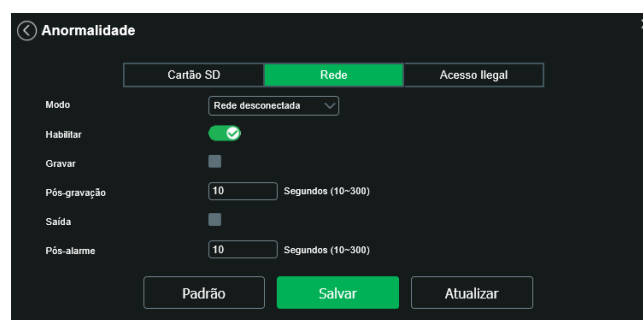 Anormalidade
Cartão SD Rede Acesso Ilegal
Modo Rede desconectada
Habilitar
Gravar
Pós-gravação 10 Segundos (10~300)
Saída
Pós-alarme 10 Segundos (10~300)
Padrão Salvar Atualizar